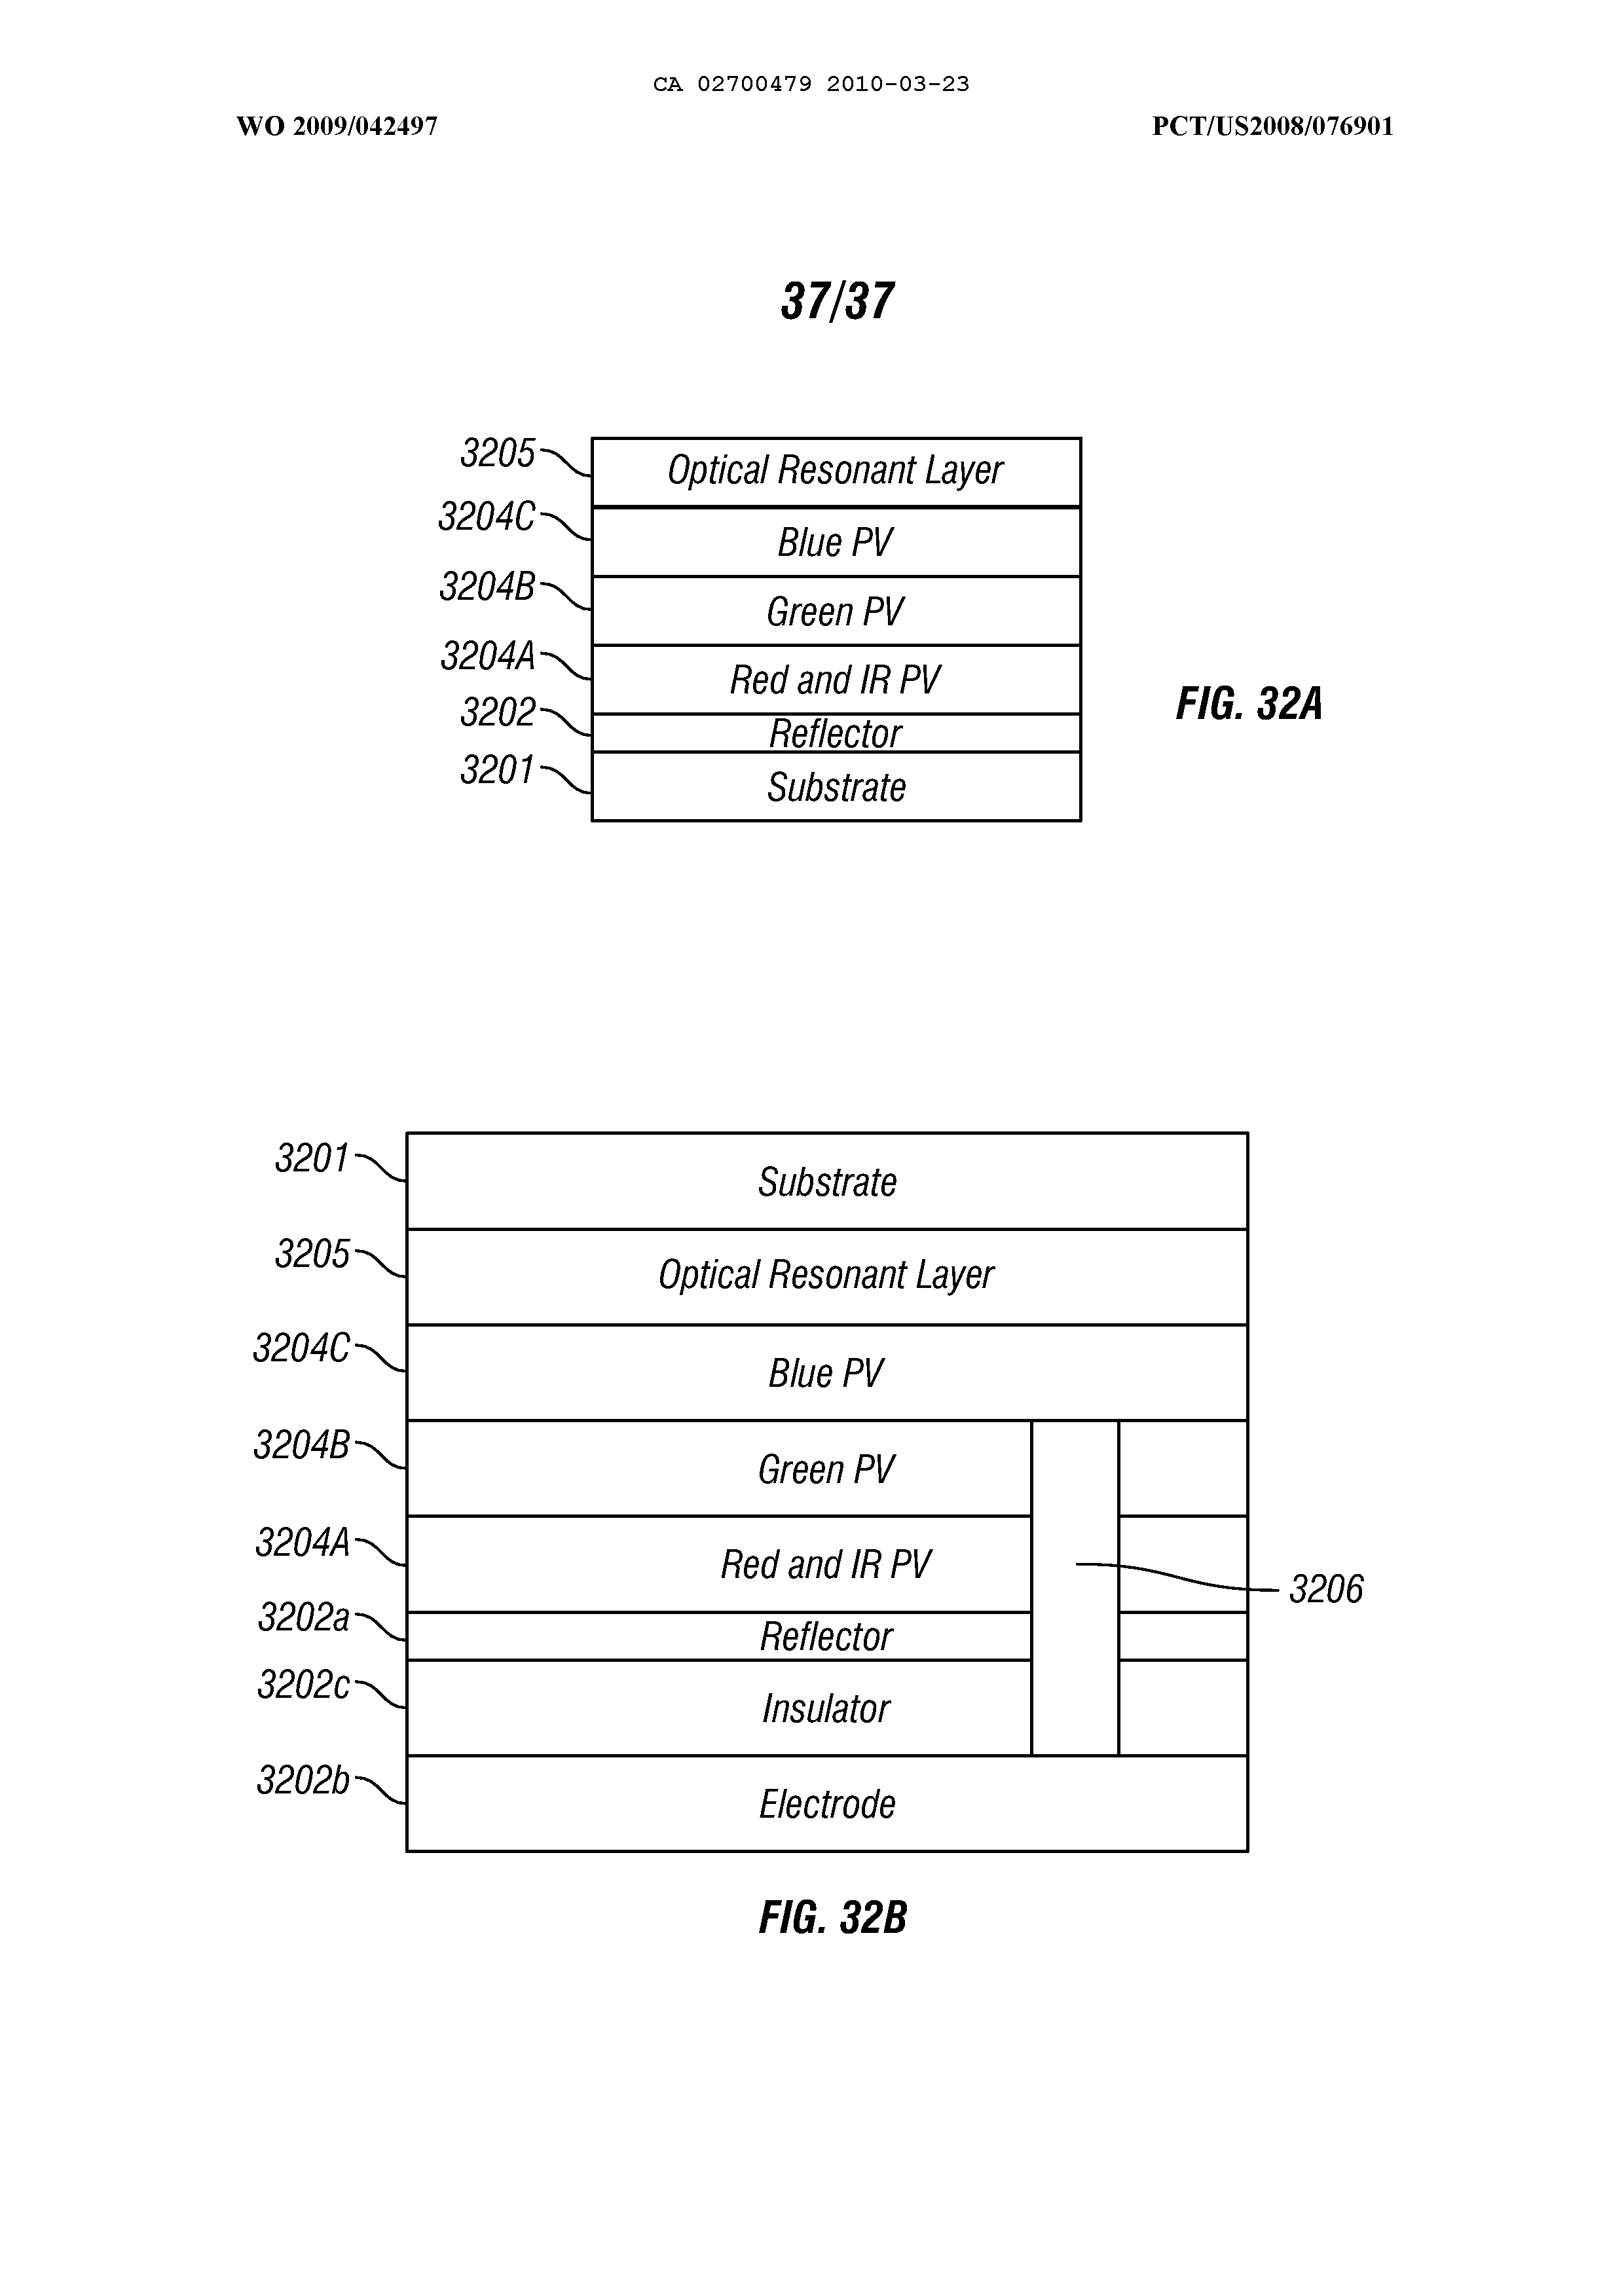 CA 02700479 2010-03-23
WO 2009/042497 PCT/US2008/076901
37/37
3205 Optical Resonant Layer
3204C Blue PV
3204B Green PV
3204A Red and IR PV
3202 Reflector
3201 Substrate
FIG. 32A
3201 Substrate
3205 Optical Resonant Layer
3204C Blue PV
3204B Green PV
3204A Red and IR PV
3206
3202a Reflector
3202c Insulator
3202b Electrode
FIG. 32B